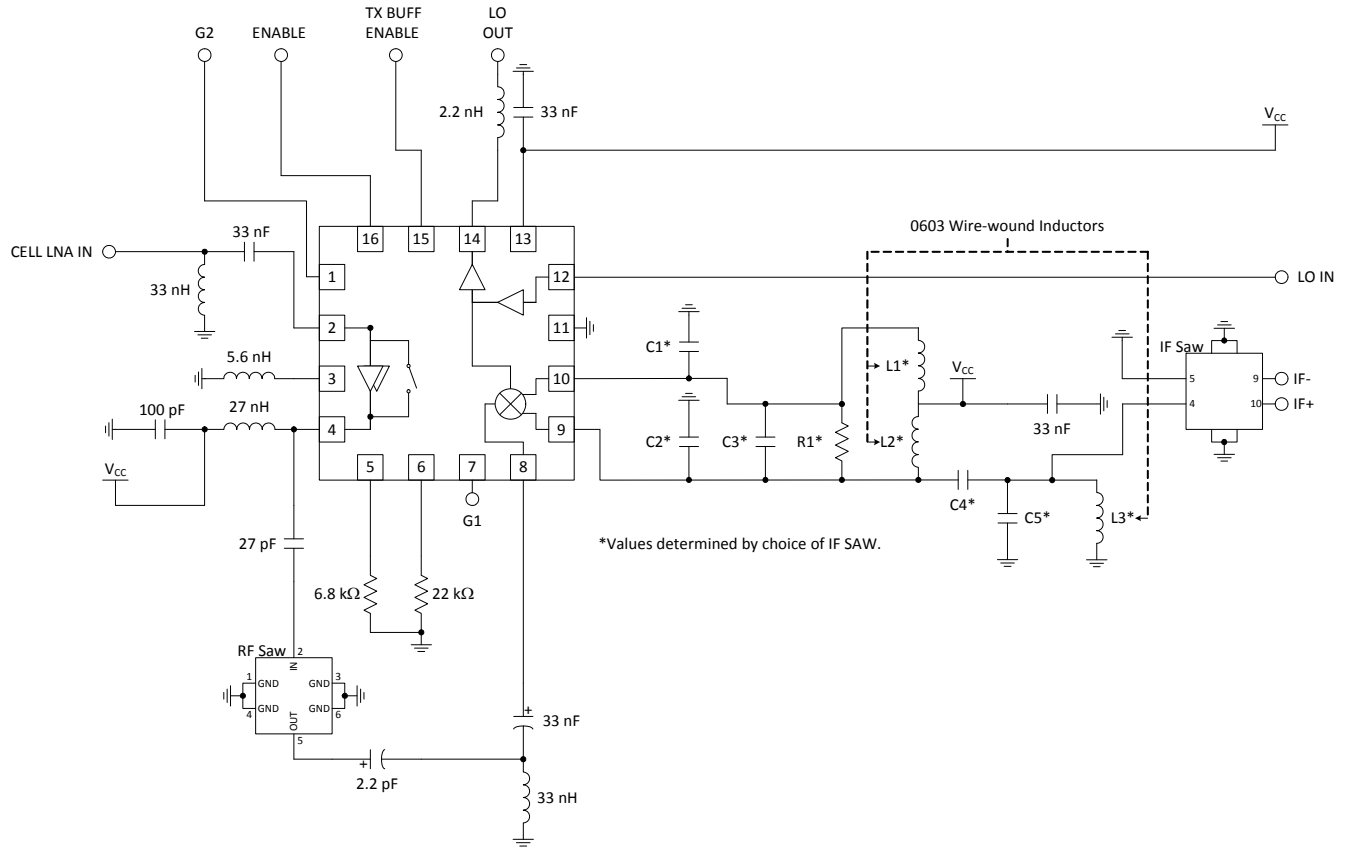 TX BUFF
ENABLE
LO
OUT
G2
ENABLE
2.2 nH
33 nF
VCC
0603 Wire-wound Inductors
33 nF
CELL LNA IN
16
15
14
13
1
12
LO IN
33 nH
2
11
C1*
IF Saw
5.6 nH
3
10
L1*
VCC
5
9
IF-
100 pF
27 nH
4
9
C2*
C3*
R1*
L2*
33 nF
4
10
IF+
VCC
5
6
7
8
G1
C4*
C5*
L3*
27 pF
*Values determined by choice of IF SAW.
6.8 kΩ
22 kΩ
RF Saw
2
IN
1
GND
GND
3
4
GND
GND
6
OUT
5
+
33 nF
+
2.2 pF
33 nH